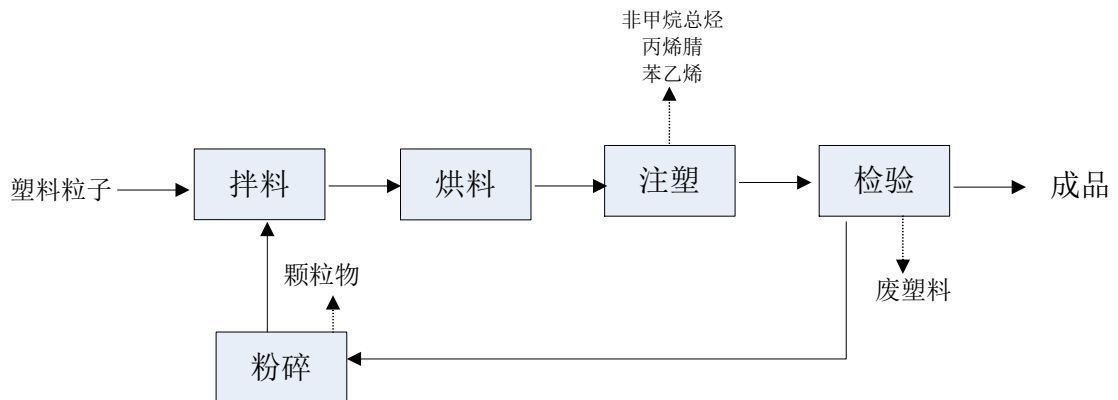 非甲烷总烃
丙烯腈
苯乙烯
塑料粒子
拌料
烘料
注塑
检验
成品
颗粒物
废塑料
粉碎